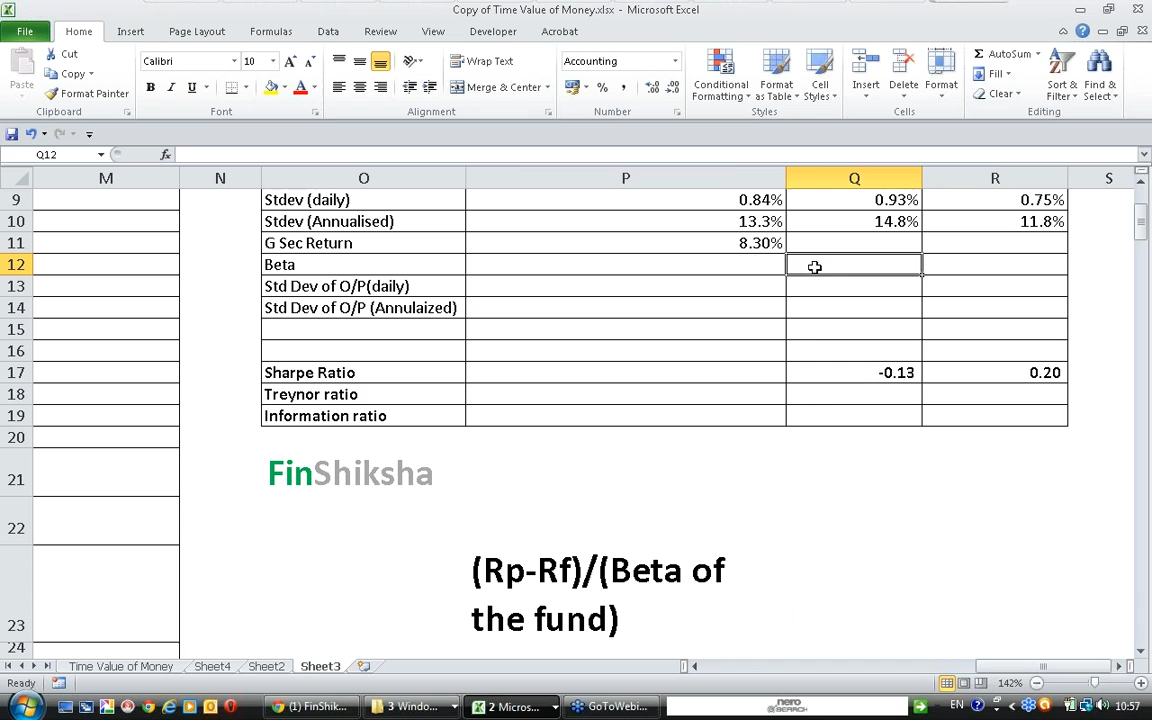 Copy of Time Value of Money.xlsx - Microsoft Excel
File Home Insert Page Layout Formulas Data Review View Developer Acrobat
Cut
Copy
Format Painter
Paste
Clipboard
Calibri 10
B I U
Font
Wrap Text
Merge & Center
Alignment
Accounting
Number
Conditional Formatting
Format as Table
Cell Styles
Styles
Insert Delete Format
Cells
AutoSum
Fill
Clear
Sort & Filter
Find & Select
Editing
Q12 fx
M N O P Q R S
9 Stdev (daily) 0.84% 0.93% 0.75%
10 Stdev (Annualised) 13.3% 14.8% 11.8%
11 G Sec Return 8.30%
12 Beta
13 Std Dev of O/P(daily)
14 Std Dev of O/P (Annulaized)
15
16
17 Sharpe Ratio -0.13 0.20
18 Treynor ratio
19 Information ratio
20
21 FinShiksha
22
(Rp-Rf)/(Beta of
23 the fund)
24
Time Value of Money Sheet4 Sheet2 Sheet3
Ready 142%
(1) FinShik... 3 Windo... 2 Micros... GoToWebi... nero SEARCH EN 10:57